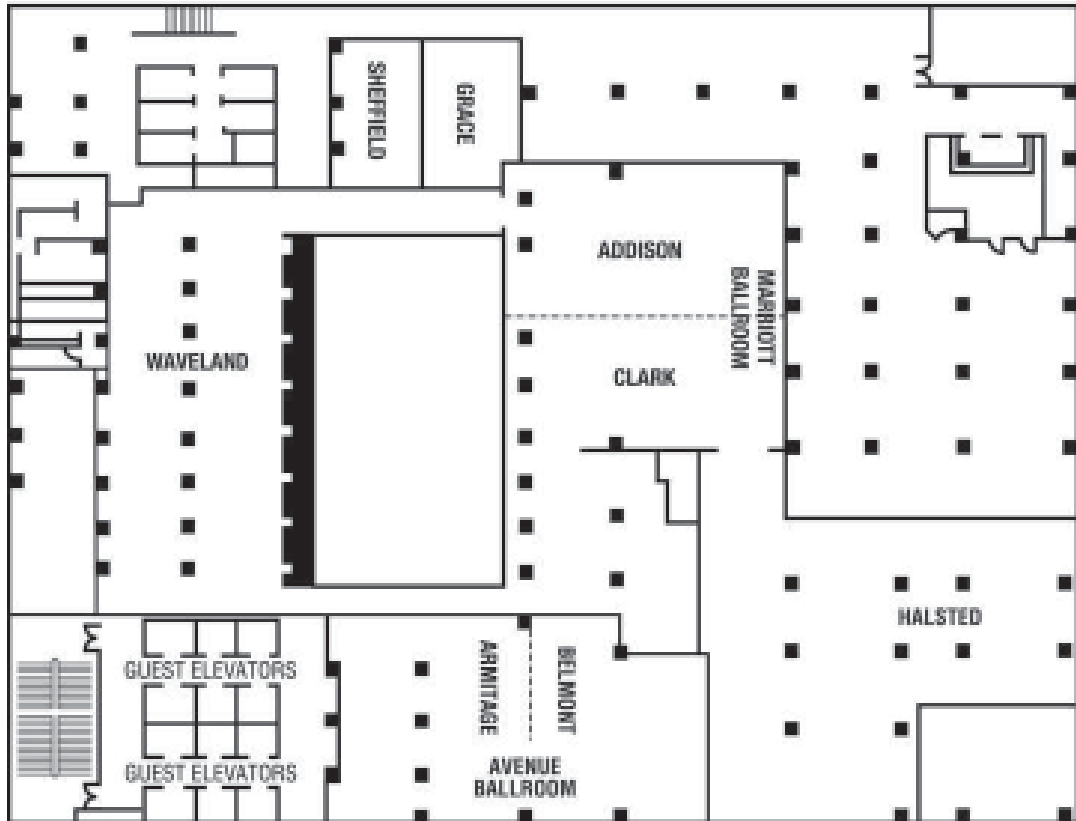 SHEFFIELD
GRACE
ADDISON
MARRIOTT
BALLROOM
WAVELAND
CLARK
HALSTED
GUEST ELEVATORS
ARMITAGE
BELMONT
GUEST ELEVATORS
AVENUE
BALLROOM